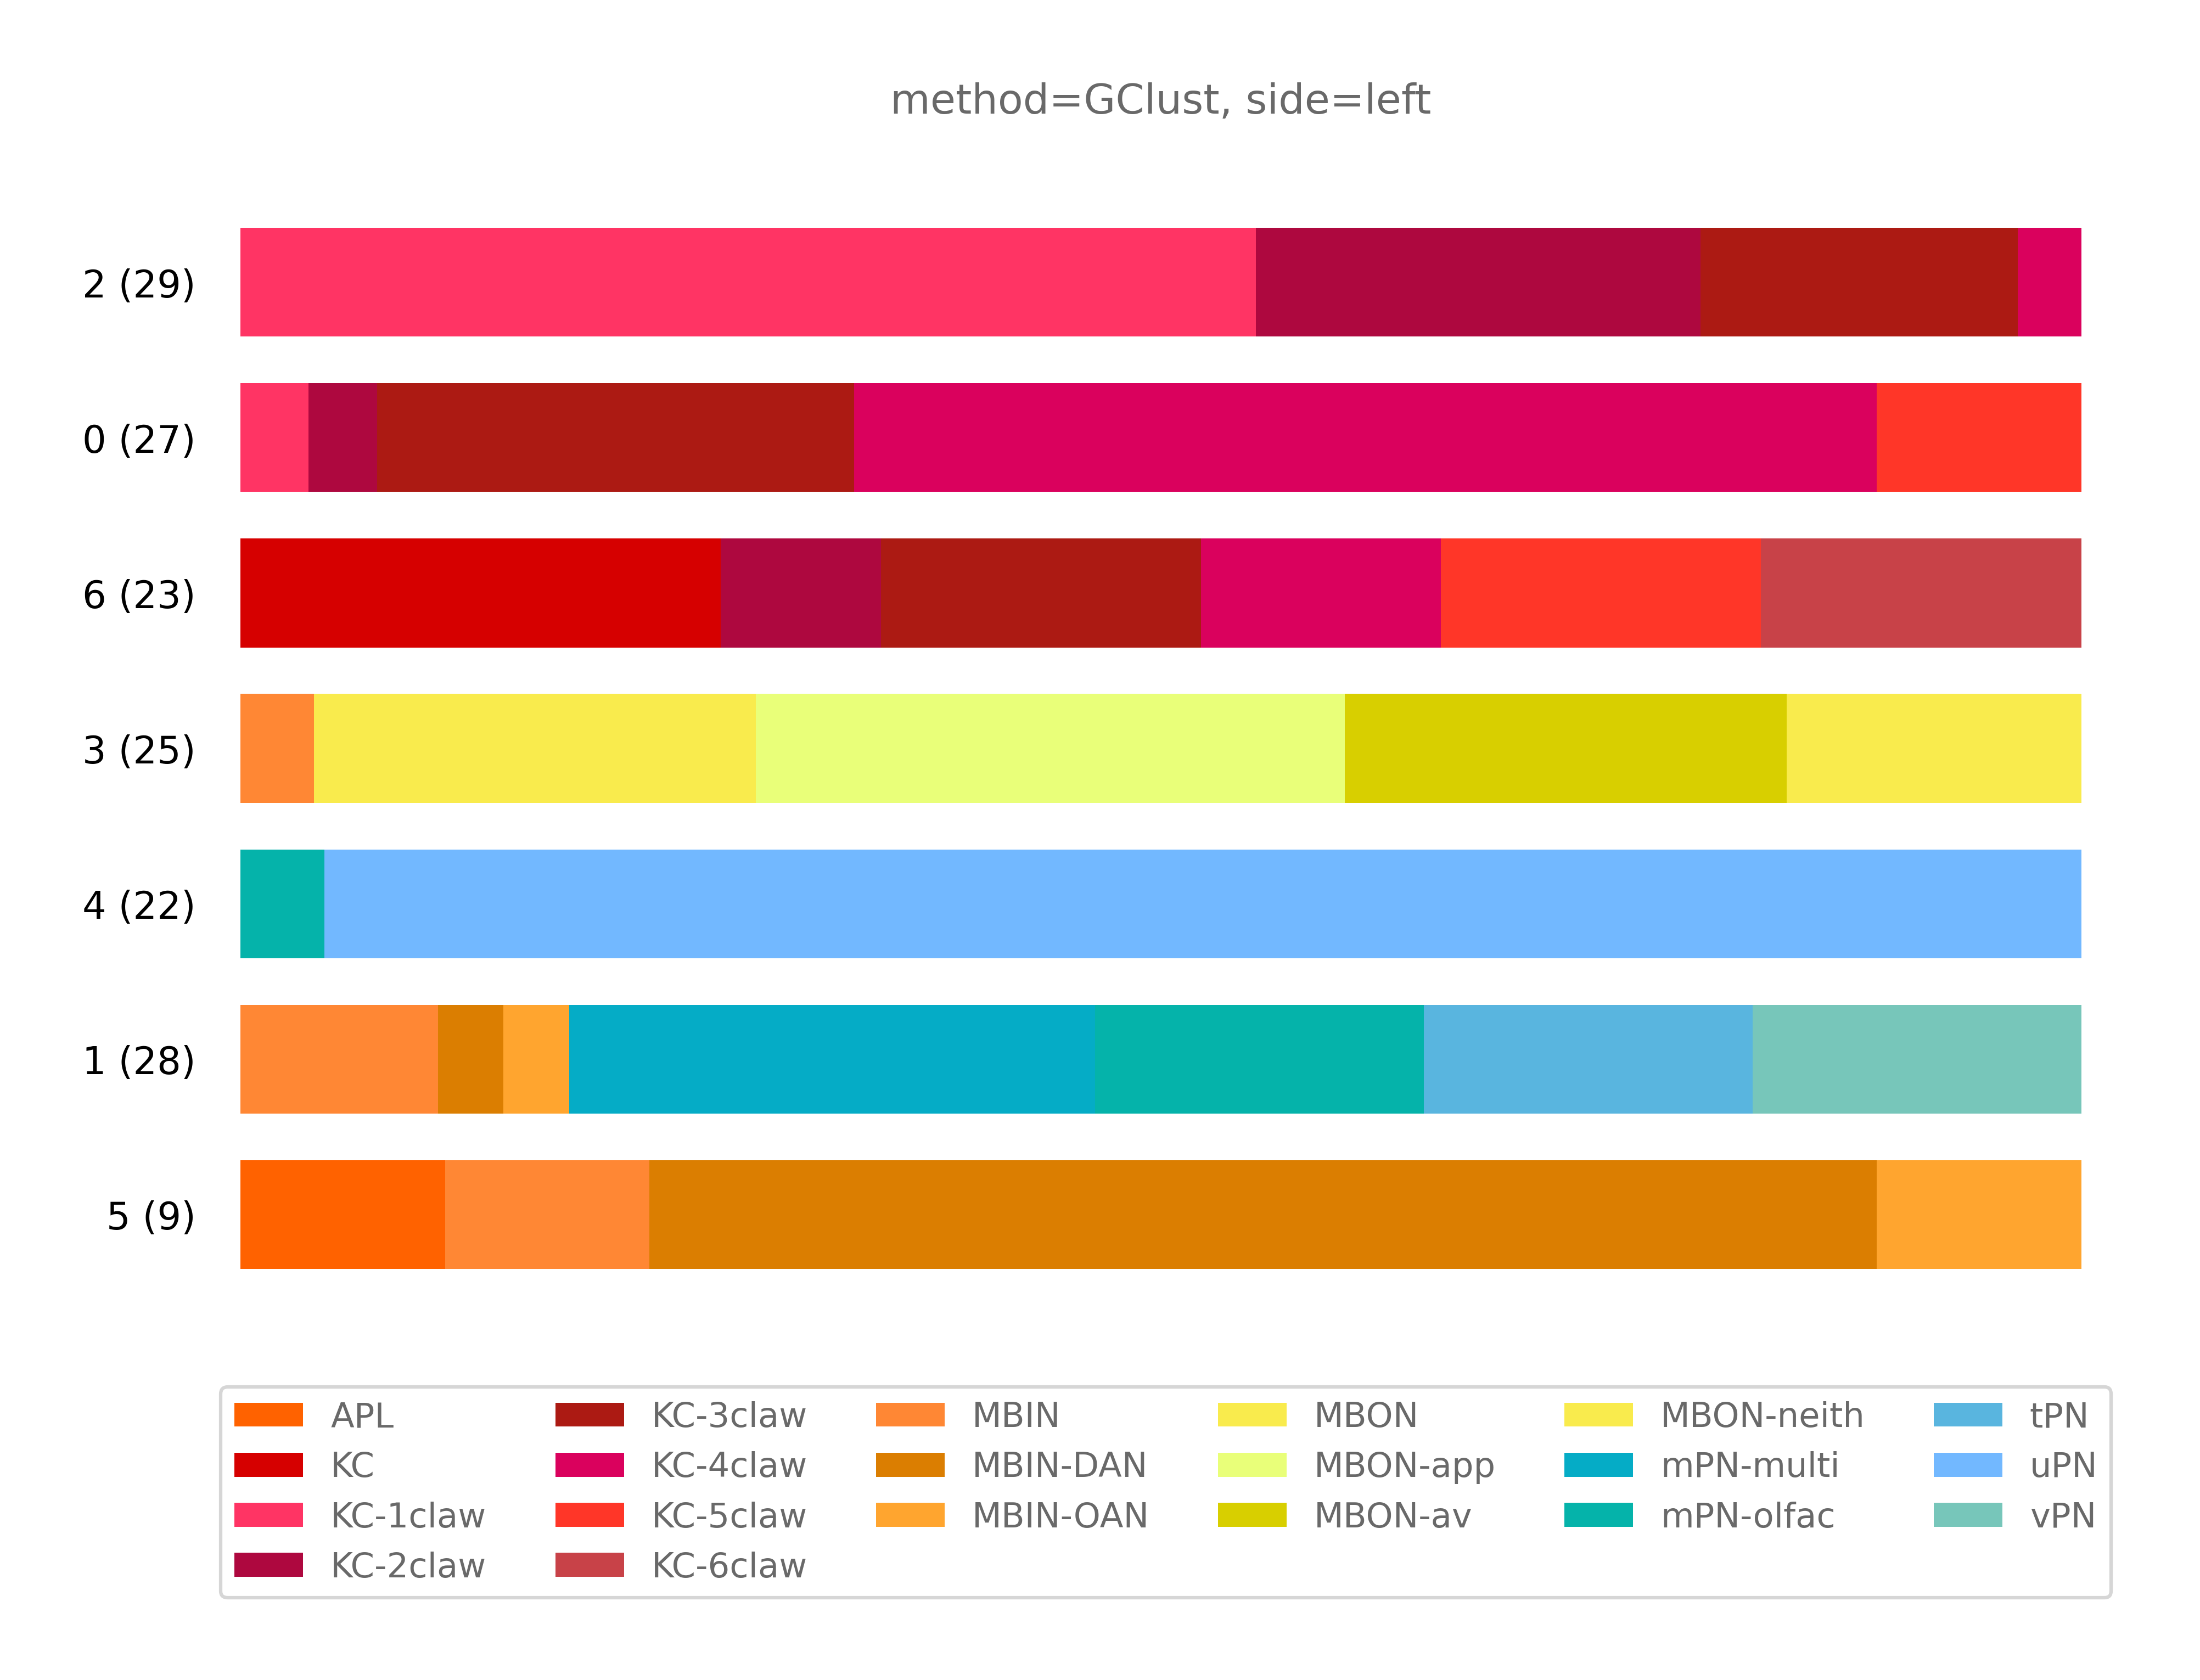 method=GClust, side=left
2 (29)
0 (27)
6 (23)
3 (25)
4 (22)
1 (28)
5 (9)
APL
KC
KC-1claw
KC-2claw
KC-3claw
KC-4claw
KC-5claw
KC-6claw
MBIN
MBIN-DAN
MBIN-OAN
MBON
MBON-app
MBON-av
MBON-neith
mPN-multi
mPN-olfac
tPN
uPN
vPN